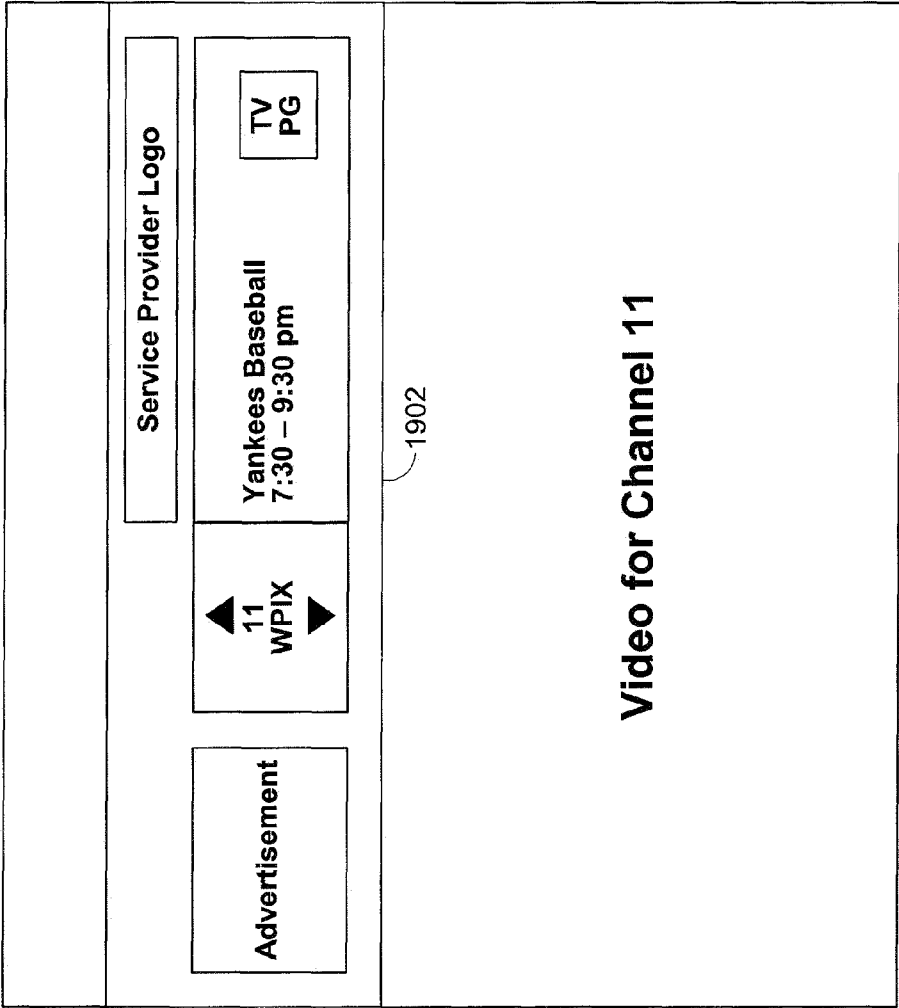 Service Provider Logo
Advertisement
11
WPIX
Yankees Baseball
7:30 – 9:30 pm
TV
PG
1902
Video for Channel 11